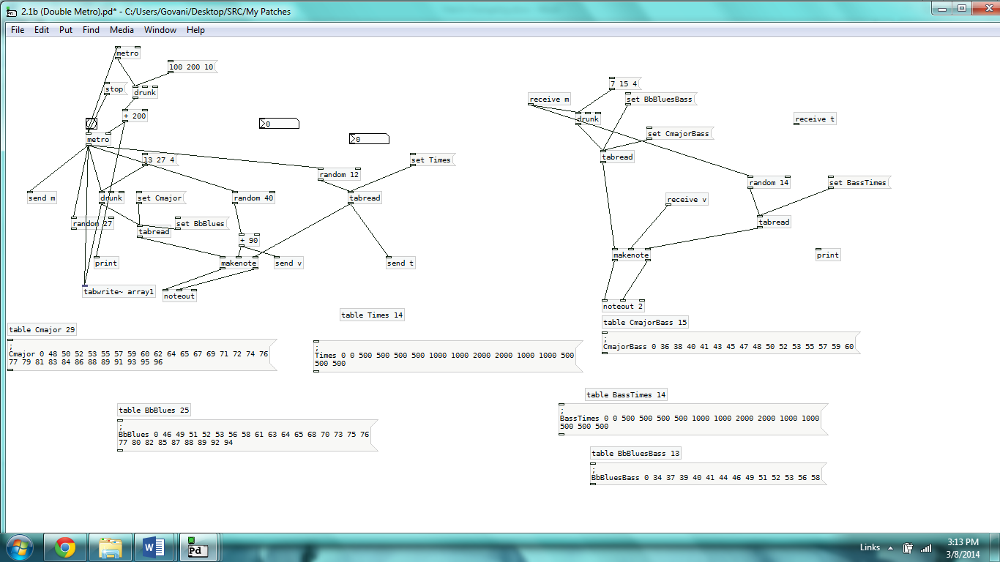 2.1b (Double Metro).pd* - C:/Users/Govani/Desktop/SRC/My Patches
File Edit Put Find Media Window Help
metro
100 200 10
stop
drunk
+ 200
0
metro
0
13 27 4
random 12
set Times
send m
drunk
set Cmajor
random 40
tabread
random 27
set BbBlues
tabread
+ 90
print
makenote
send v
send t
tabwrite~ array1
noteout
table Times 14
table Cmajor 29
;
Cmajor 0 48 50 52 53 55 57 59 60 62 64 65 67 69 71 72 74 76
77 79 81 83 84 86 88 89 91 93 95 96
;
Times 0 0 500 500 500 500 1000 1000 2000 2000 1000 1000 500
500 500
table BbBlues 25
;
BbBlues 0 46 49 51 52 53 56 58 61 63 64 65 68 70 73 75 76
77 80 82 85 87 88 89 92 94
7 15 4
receive m
set BbBluesBass
drunk
receive t
set CmajorBass
tabread
random 14
set BassTimes
receive v
tabread
makenote
print
noteout 2
table CmajorBass 15
;
CmajorBass 0 36 38 40 41 43 45 47 48 50 52 53 55 57 59 60
table BassTimes 14
;
BassTimes 0 0 500 500 500 500 1000 1000 2000 2000 1000 1000
500 500 500
table BbBluesBass 13
;
BbBluesBass 0 34 37 39 40 41 44 46 49 51 52 53 56 58
Pd
Links
3:13 PM
3/8/2014